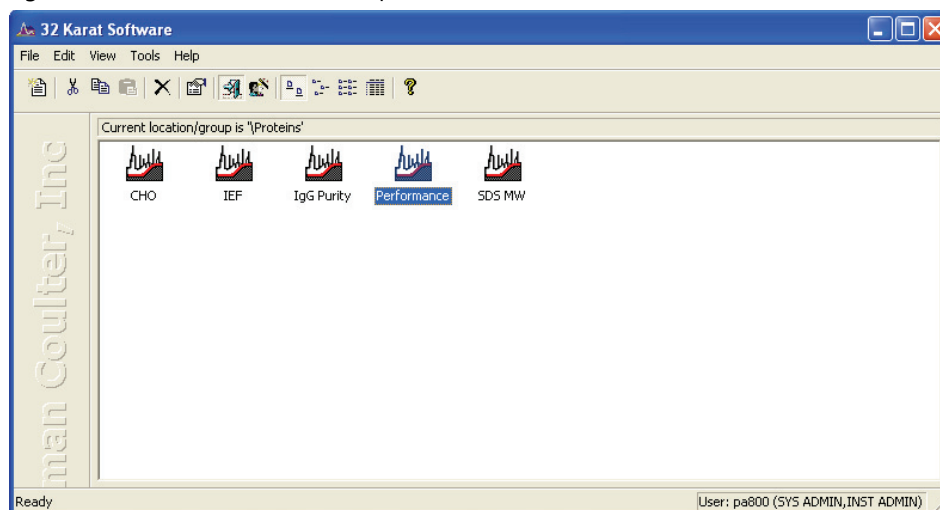 32 Karat Software
File Edit View Tools Help
Current location/group is '\Proteins'
CHO IEF IgG Purity Performance SDS MW
man Coulter, Inc
Ready User: pa800 (SYS ADMIN,INST ADMIN)